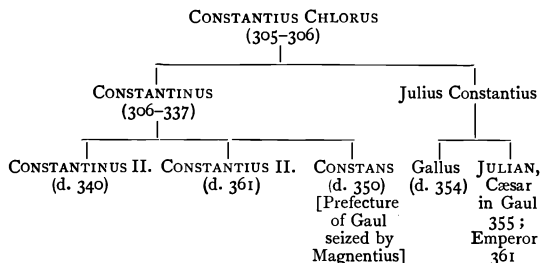 CONSTANTIUS CHLORUS
(305–306)
CONSTANTINUS
(306–337)
Julius Constantius
CONSTANTINUS II.
(d. 340)
CONSTANTIUS II.
(d. 361)
CONSTANS
(d. 350)
[Prefecture
of Gaul
seized by
Magnentius]
Gallus
(d. 354)
JULIAN,
Cæsar
in Gaul
355 ;
Emperor
361